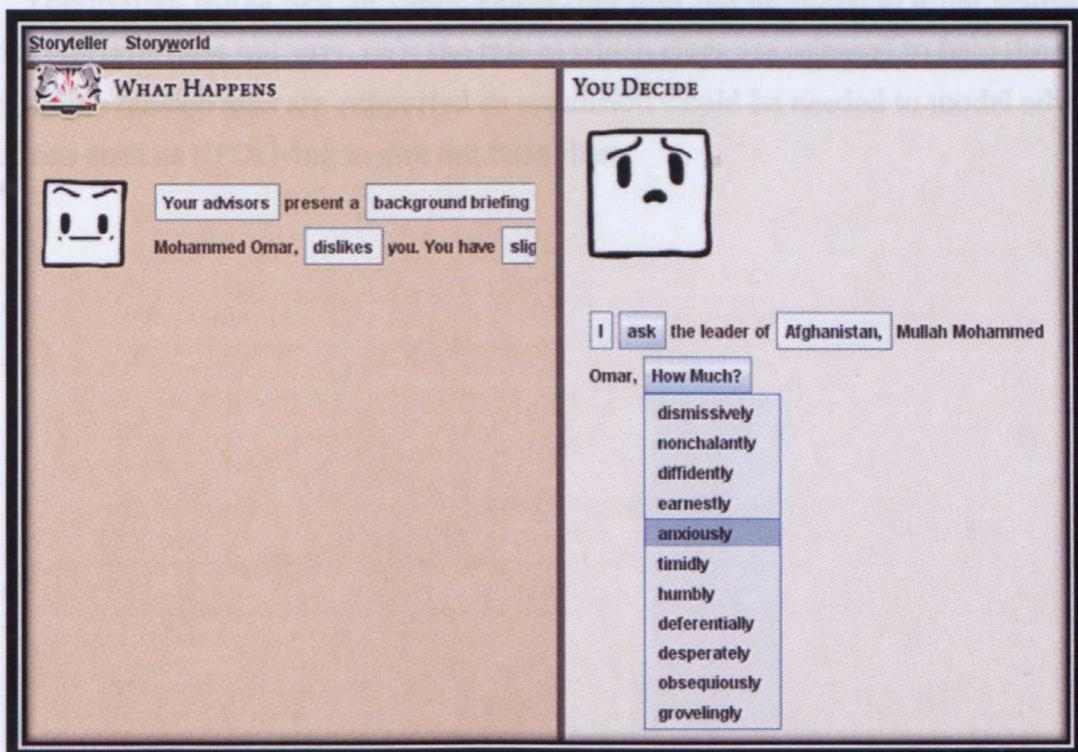 Storyteller Storyworld
WHAT HAPPENS
Your advisors present a background briefing
Mohammed Omar, dislikes you. You have slig
YOU DECIDE
I ask the leader of Afghanistan, Mullah Mohammed
Omar, How Much?
dismissively
nonchalantly
diffidently
earnestly
anxiously
timidly
humbly
deferentially
desperately
obsequiously
grovelingly